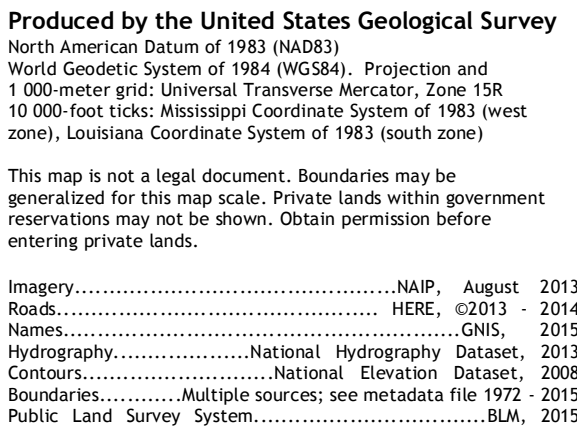 Produced by the United States Geological Survey
North American Datum of 1983 (NAD83)
World Geodetic System of 1984 (WGS84). Projection and
1 000-meter grid: Universal Transverse Mercator, Zone 15R
10 000-foot ticks: Mississippi Coordinate System of 1983 (west
zone), Louisiana Coordinate System of 1983 (south zone)
This map is not a legal document. Boundaries may be
generalized for this map scale. Private lands within government
reservations may not be shown. Obtain permission before
entering private lands.
Imagery................................................NAIP, August 2013
Roads................................................ HERE, ©2013 - 2014
Names...........................................................GNIS, 2015
Hydrography....................National Hydrography Dataset, 2013
Contours............................National Elevation Dataset, 2008
Boundaries............Multiple sources; see metadata file 1972 - 2015
Public Land Survey System..................................BLM, 2015